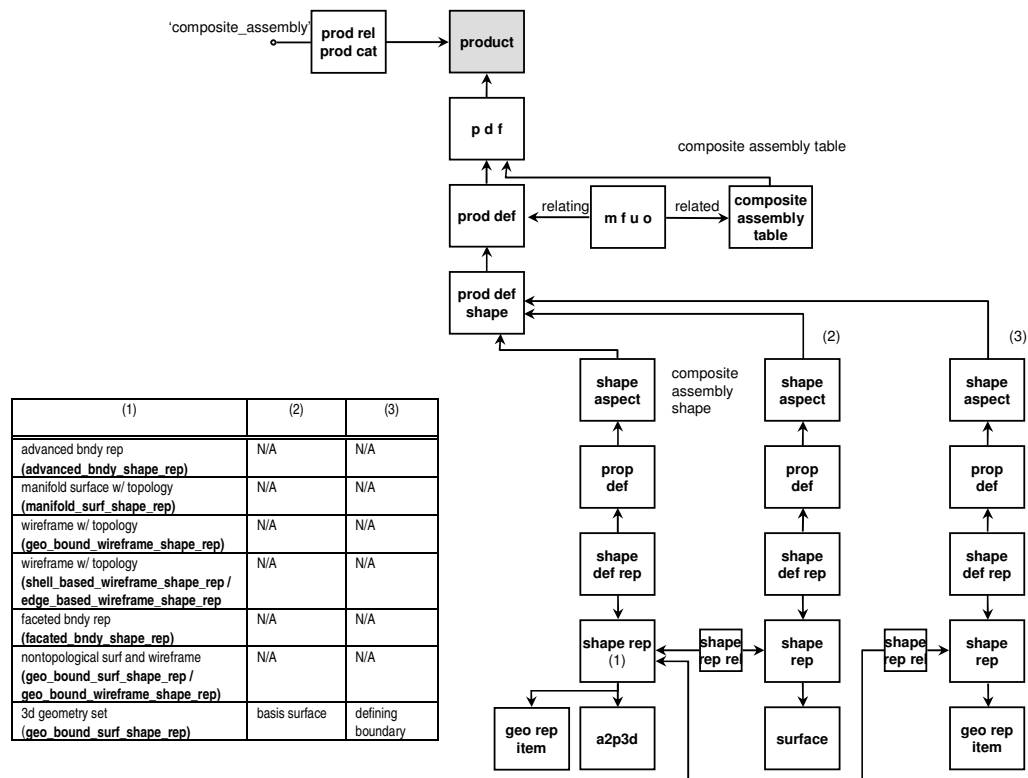 'composite_assembly'
prod rel
prod cat
product
p d f
composite assembly table
prod def
relating
m f u o
related
composite
assembly
table
prod def
shape
(2)
(3)
shape
aspect
composite
assembly
shape
shape
aspect
shape
aspect
prop
def
prop
def
prop
def
shape
def rep
shape
def rep
shape
def rep
shape rep
(1)
shape
rep rel
shape
rep
shape
rep rel
shape
rep
geo rep
item
a2p3d
surface
geo rep
item
(1) (2) (3)
advanced bndy rep N/A N/A
(advanced_bndy_shape_rep)
manifold surface w/ topology N/A N/A
(manifold_surf_shape_rep)
wireframe w/ topology N/A N/A
(geo_bound_wireframe_shape_rep)
wireframe w/ topology N/A N/A
(shell_based_wireframe_shape_rep /
edge_based_wireframe_shape_rep
faceted bndy rep N/A N/A
(facated_bndy_shape_rep)
nontopological surf and wireframe N/A N/A
(geo_bound_surf_shape_rep /
geo_bound_wireframe_shape_rep)
3d geometry set basis surface defining
(geo_bound_surf_shape_rep) boundary